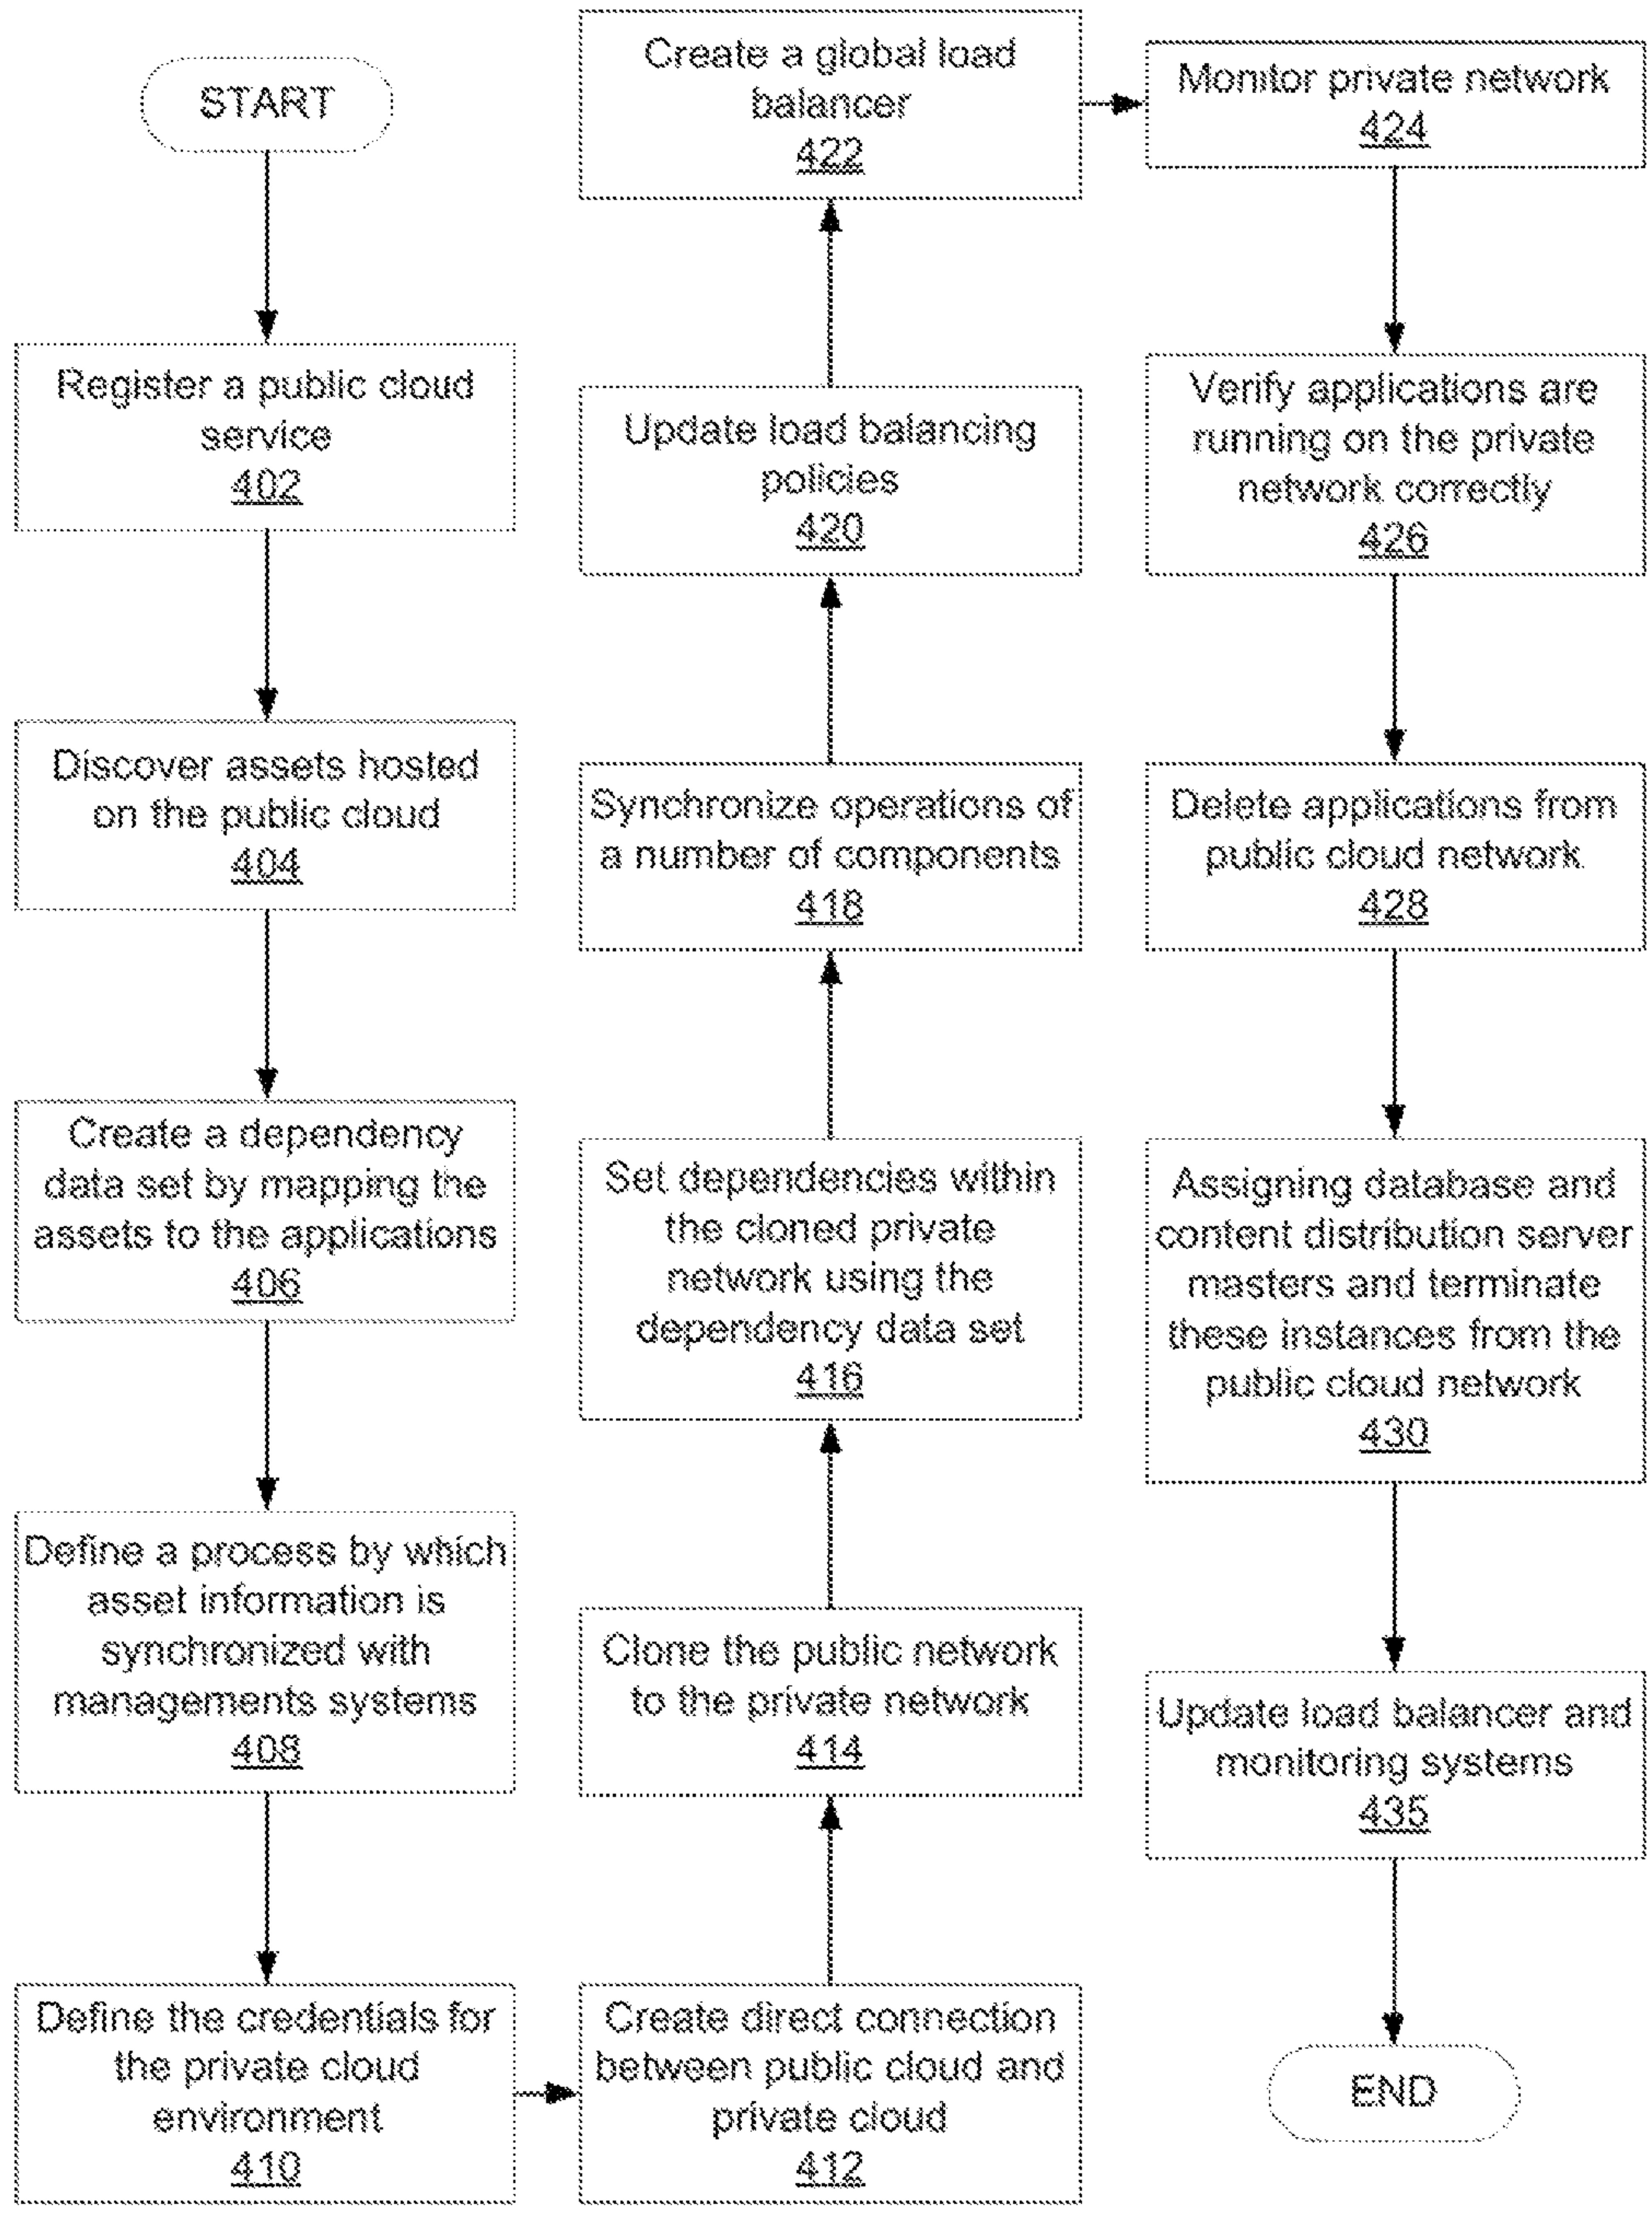 START
Register a public cloud
service
402
Discover assets hosted
on the public cloud
404
Create a dependency
data set by mapping the
assets to the applications
406
Define a process by which
asset information is
synchronized with
managements systems
408
Define the credentials for
the private cloud
environment
410
Create direct connection
between public cloud and
private cloud
412
Clone the public network
to the private network
414
Set dependencies within
the cloned private
network using the
dependency data set
416
Synchronize operations of
a number of components
418
Update load balancing
policies
420
Create a global load
balancer
422
Monitor private network
424
Verify applications are
running on the private
network correctly
426
Delete applications from
public cloud network
428
Assigning database and
content distribution server
masters and terminate
these instances from the
public cloud network
430
Update load balancer and
monitoring systems
435
END